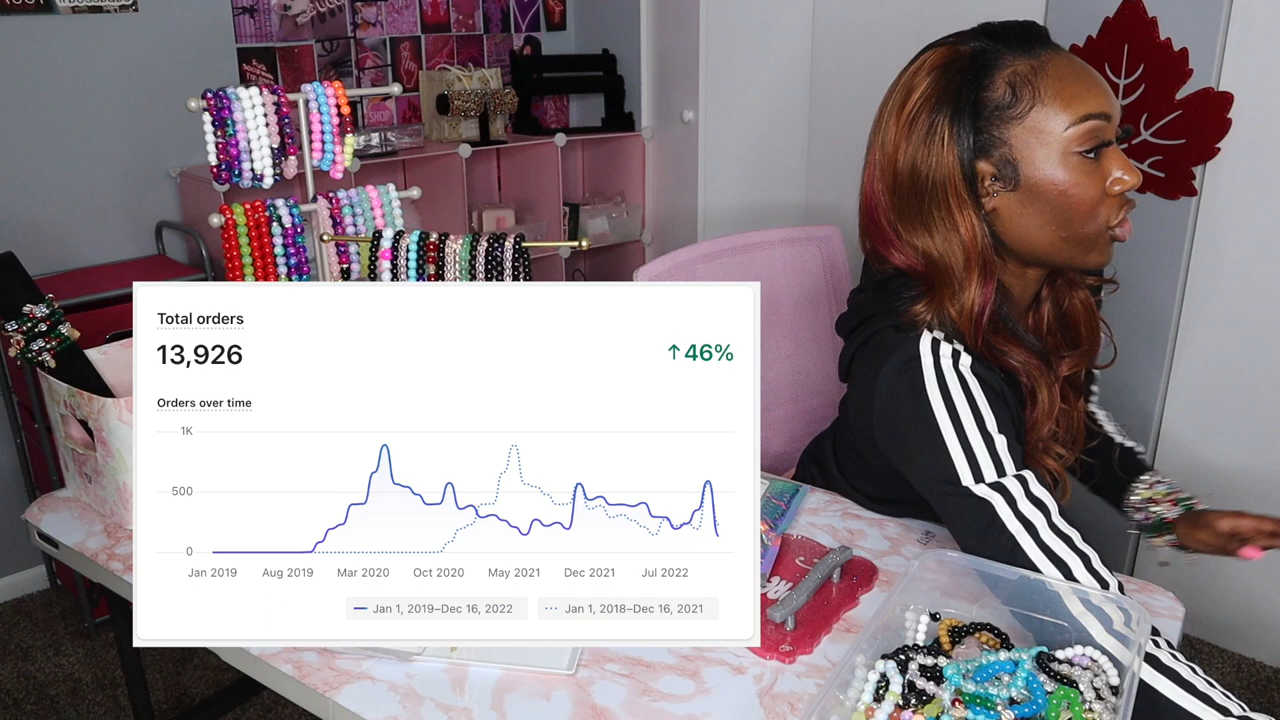 SHOP
Total orders
13,926
↑46%
Orders over time
1K
500
0
Jan 2019 Aug 2019 Mar 2020 Oct 2020 May 2021 Dec 2021 Jul 2022
Jan 1, 2019–Dec 16, 2022 Jan 1, 2018–Dec 16, 2021